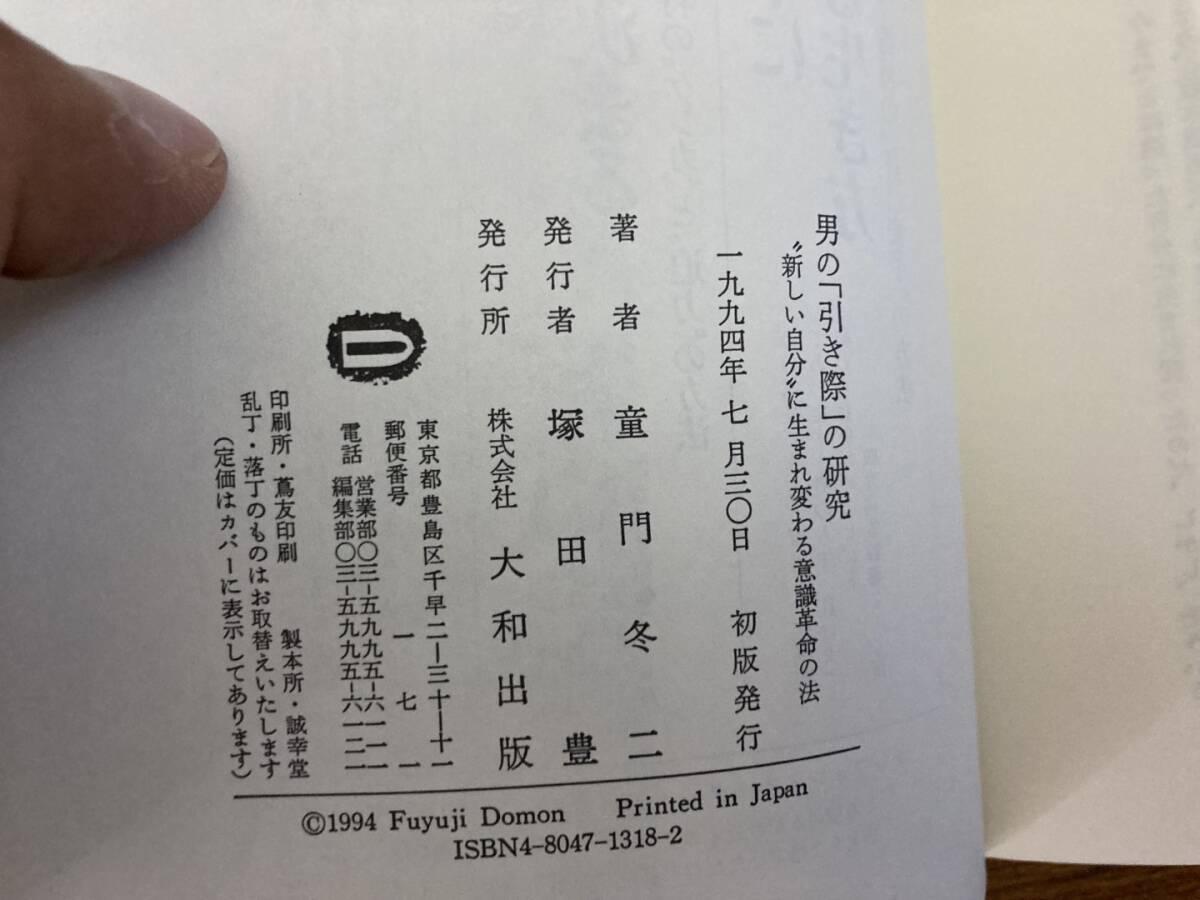 男の「引き際」の研究
〝新しい自分〟に生まれ変わる意識革命の法
一九九四年七月三〇日 初版発行
著者 童門冬二
発行者 塚田豊
発行所 株式会社 大和出版
東京都豊島区千早二―三十―十一
郵便番号 一七一
電話 営業部〇三―五九九五―六一一一
編集部〇三―五九九五―六一二一
印刷所・蔦友印刷 製本所・誠幸堂
乱丁・落丁のものはお取替えいたします
(定価はカバーに表示してあります)
©1994 Fuyuji Domon Printed in Japan
ISBN4-8047-1318-2